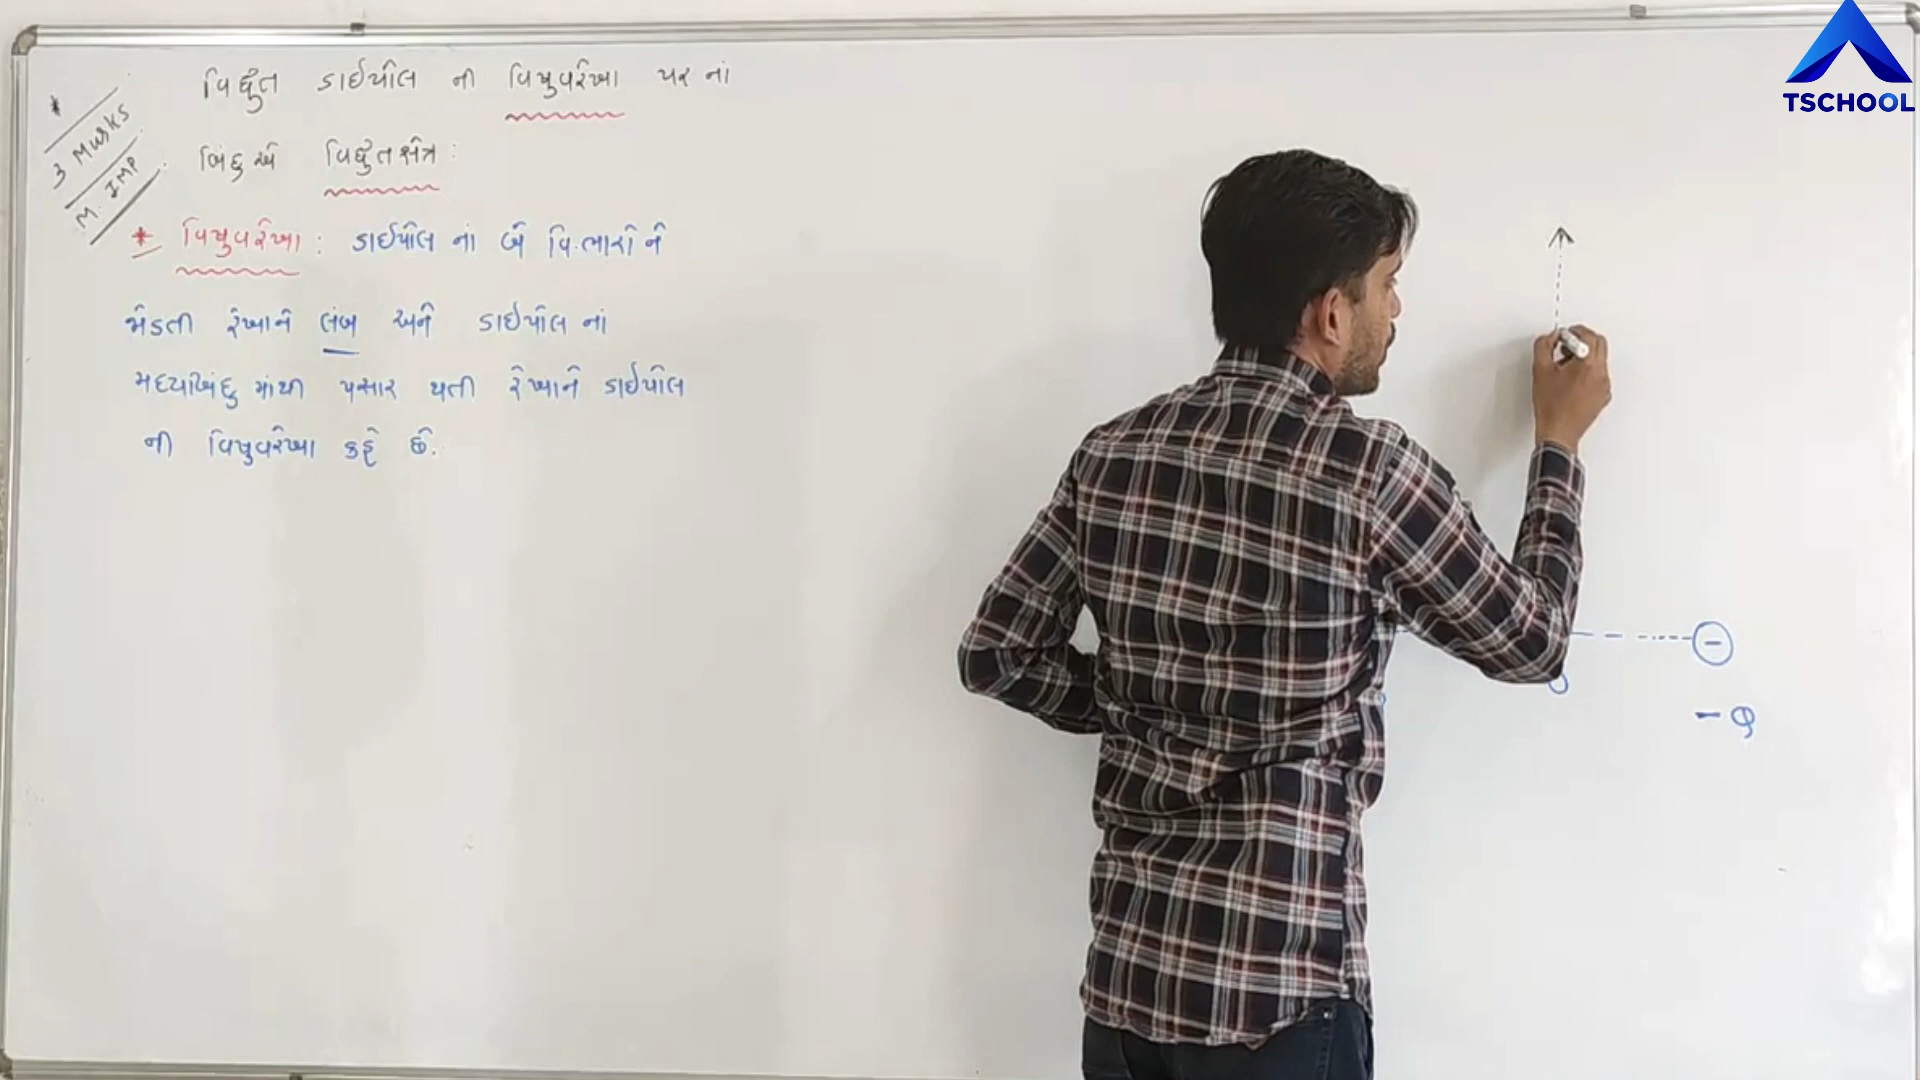 *
3 Marks
M. IMP
વિદ્યુત ડાઈપોલ ની વિષુવરેખા પર નાં
બિંદુએ વિદ્યુતક્ષેત્ર :
* વિષુવરેખા : ડાઈપોલ નાં બે વિ.ભારોને
જોડતી રેખાને લંબ અને ડાઈપોલ નાં
મધ્યબિંદુ માંથી પસાર થતી રેખાને ડાઈપોલ
ની વિષુવરેખા કહે છે.
TSCHOOL
−
O
- q